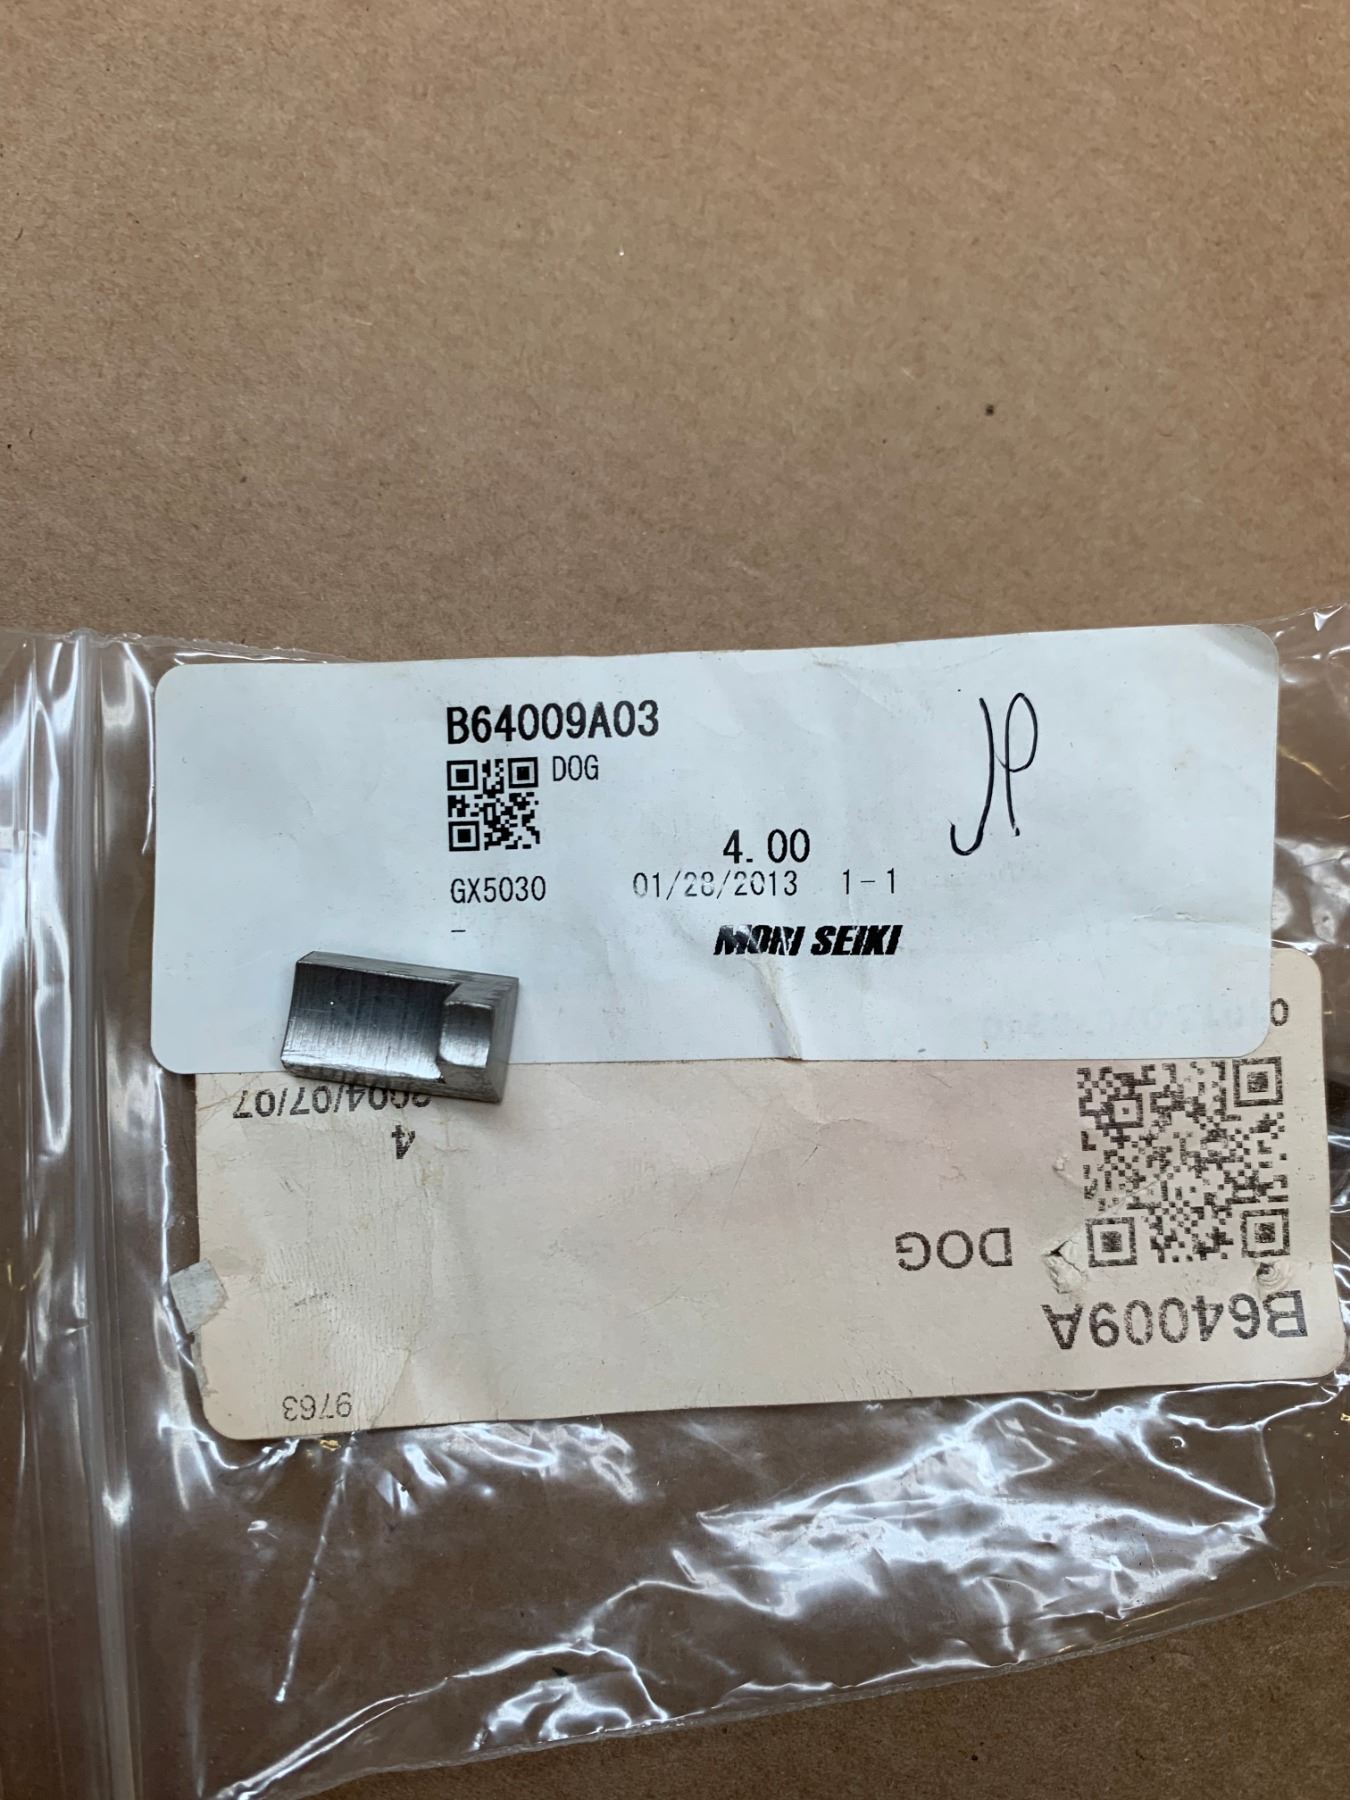 B64009A03
DOG
4.00
GX5030 01/28/2013 1-1
-
MORI SEIKI
JP
B64009A
DOG
4
2004/07/07
9763